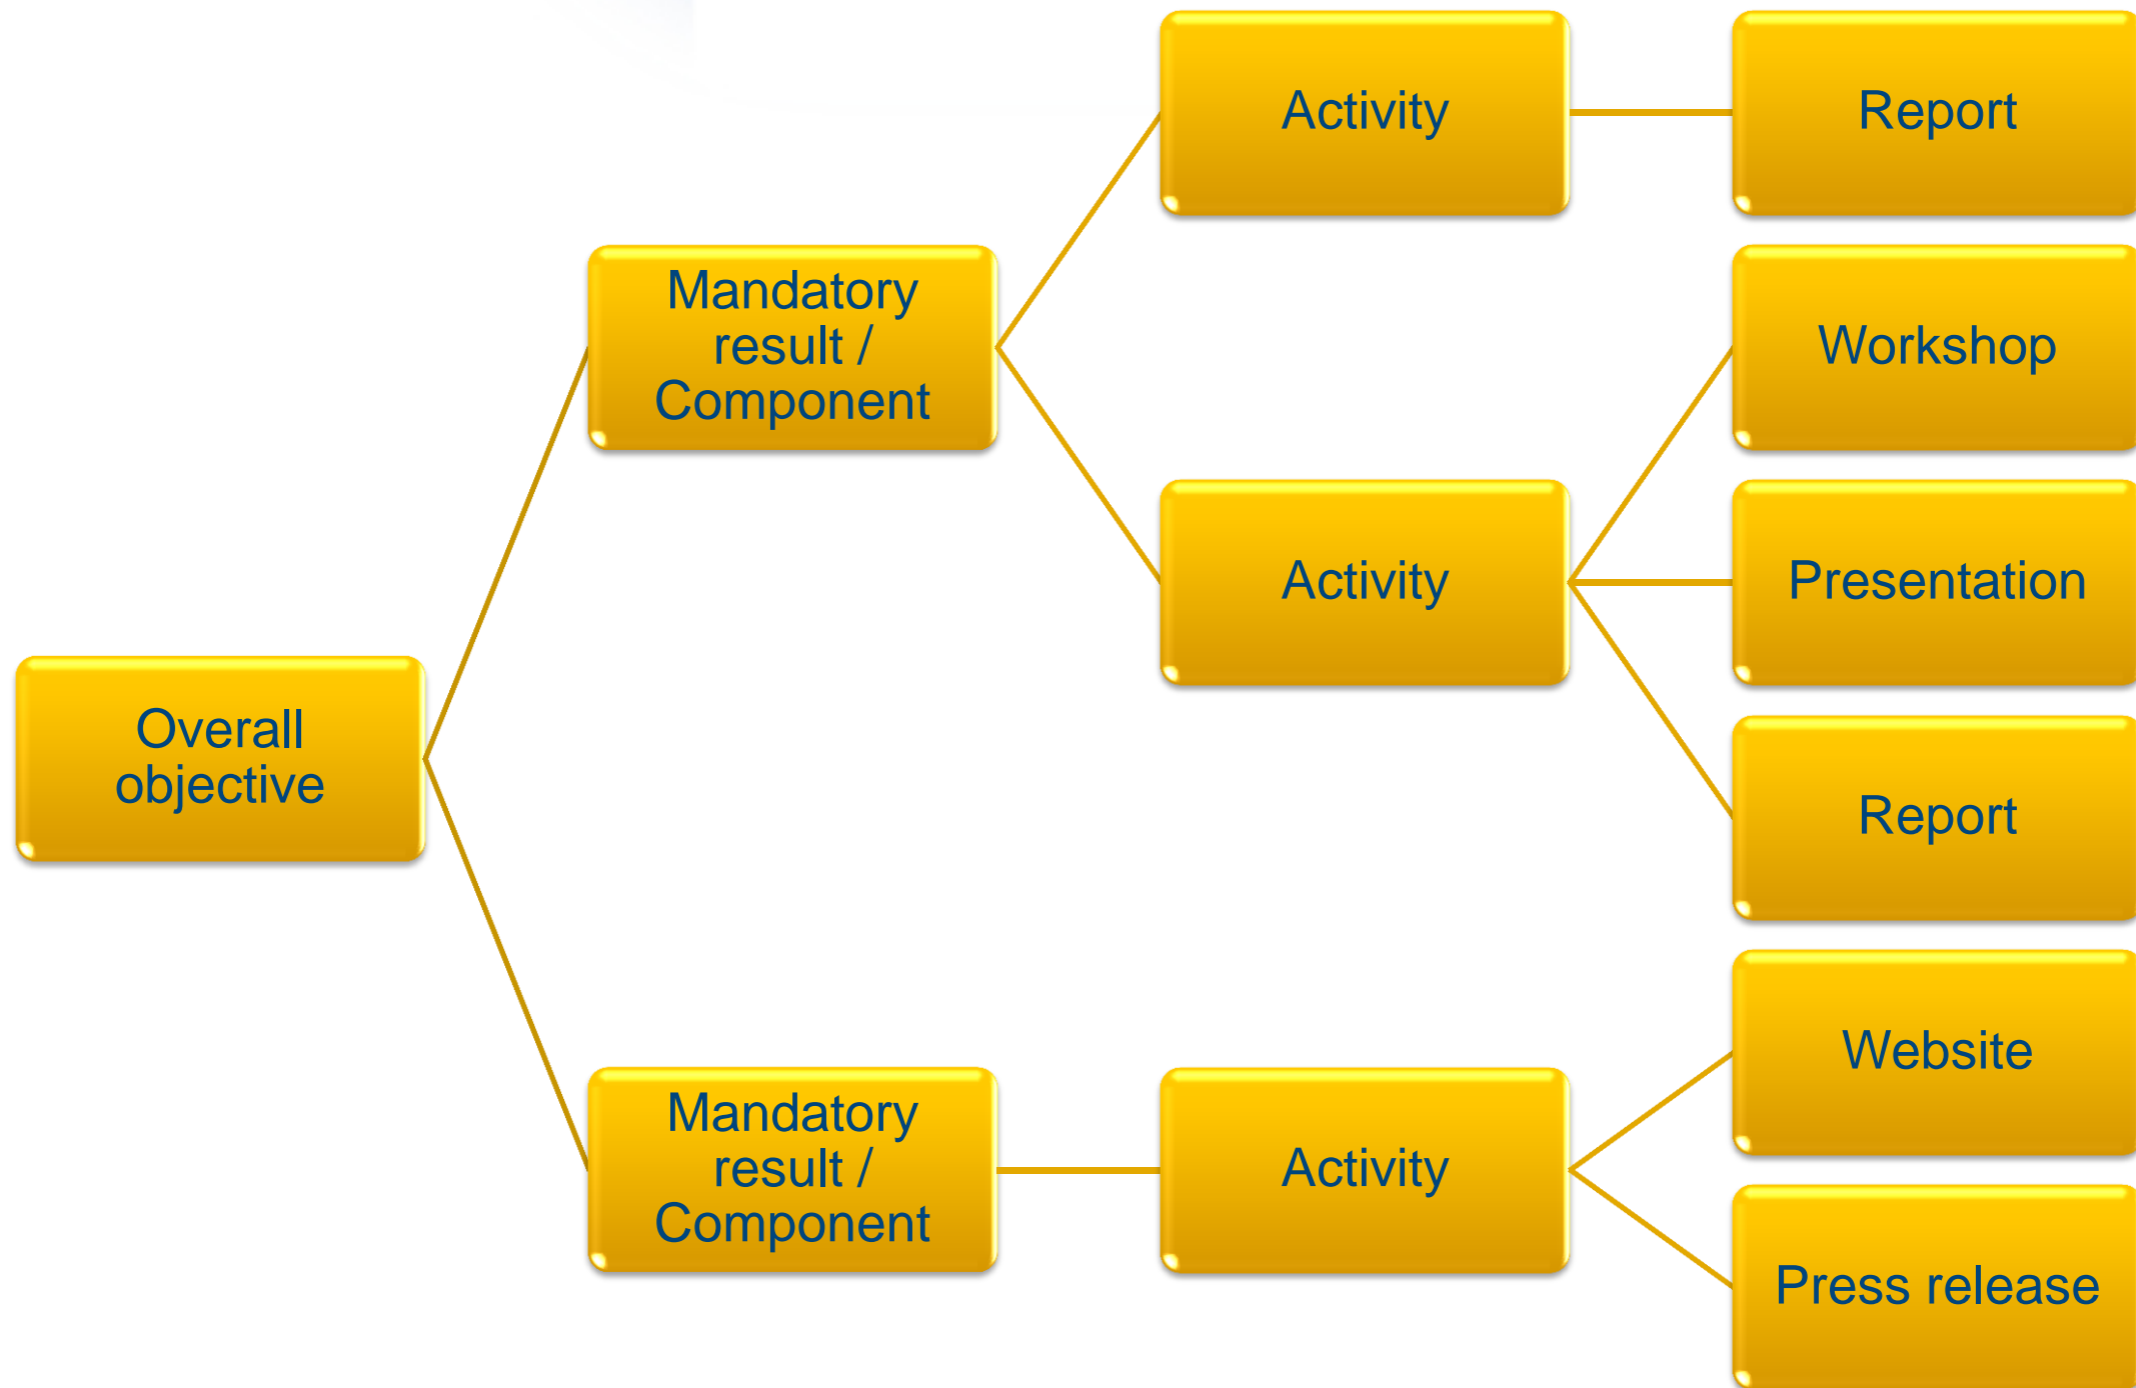 Activity
Report
Mandatory
result /
Component
Workshop
Activity
Presentation
Overall
objective
Report
Website
Mandatory
result /
Component
Activity
Press release